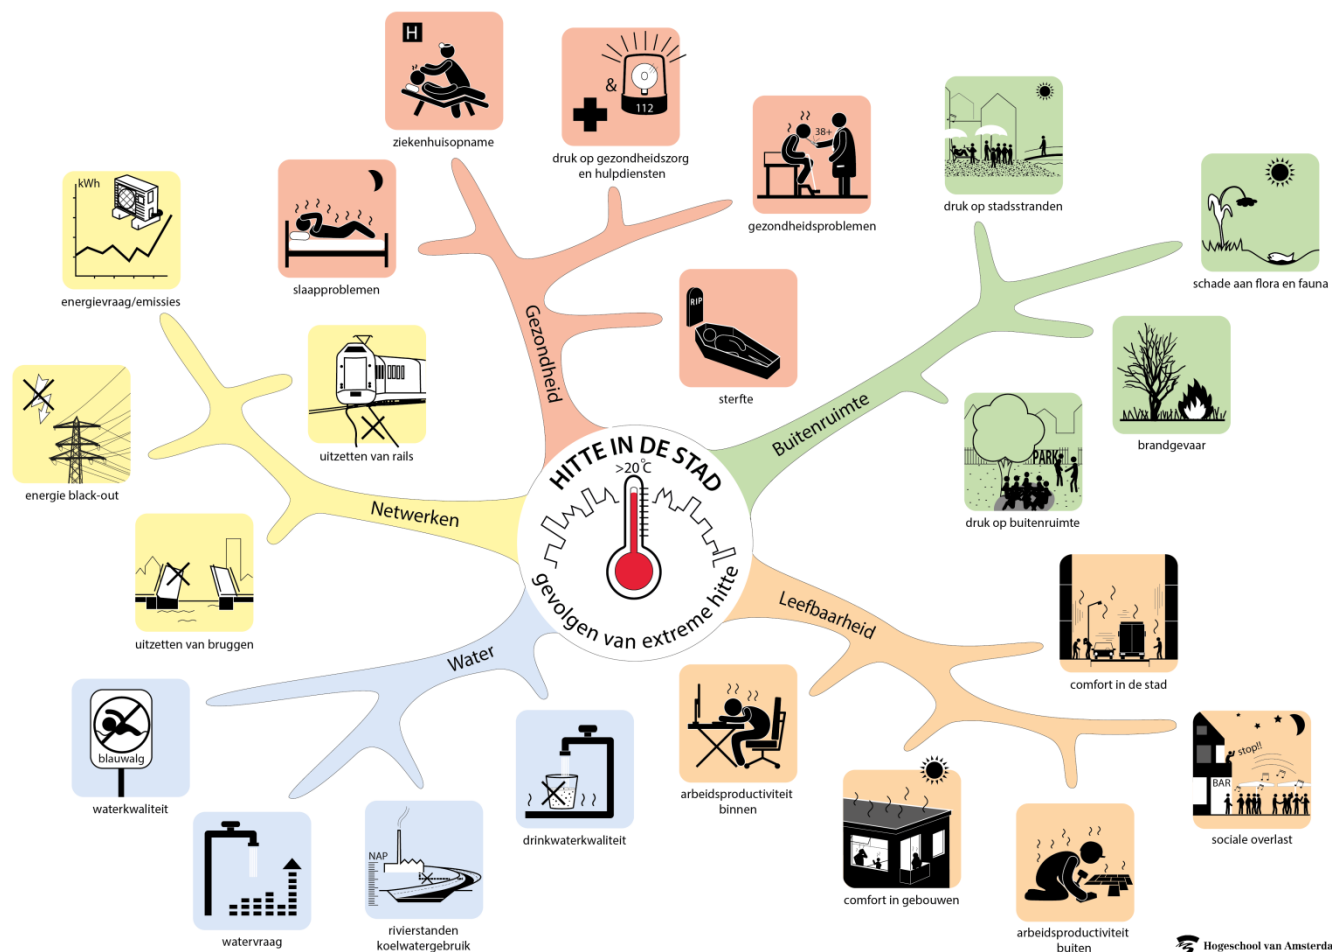 HITTE IN DE STAD
>20°C
gevolgen van extreme hitte
Gezondheid
H
ziekenhuisopname
&
112
druk op gezondheidszorg
en hulpdiensten
38+
gezondheidsproblemen
slaapproblemen
RIP
sterfte
Buitenruimte
druk op stadsstranden
schade aan flora en fauna
brandgevaar
PARK
druk op buitenruimte
Leefbaarheid
comfort in de stad
stop!!
BAR
sociale overlast
arbeidsproductiviteit
buiten
comfort in gebouwen
arbeidsproductiviteit
binnen
Water
drinkwaterkwaliteit
NAP
rivierstanden
koelwatergebruik
watervraag
blauwalg
waterkwaliteit
Netwerken
uitzetten van bruggen
energie black-out
kWh
energievraag/emissies
uitzetten van rails
Hogeschool van Amsterda